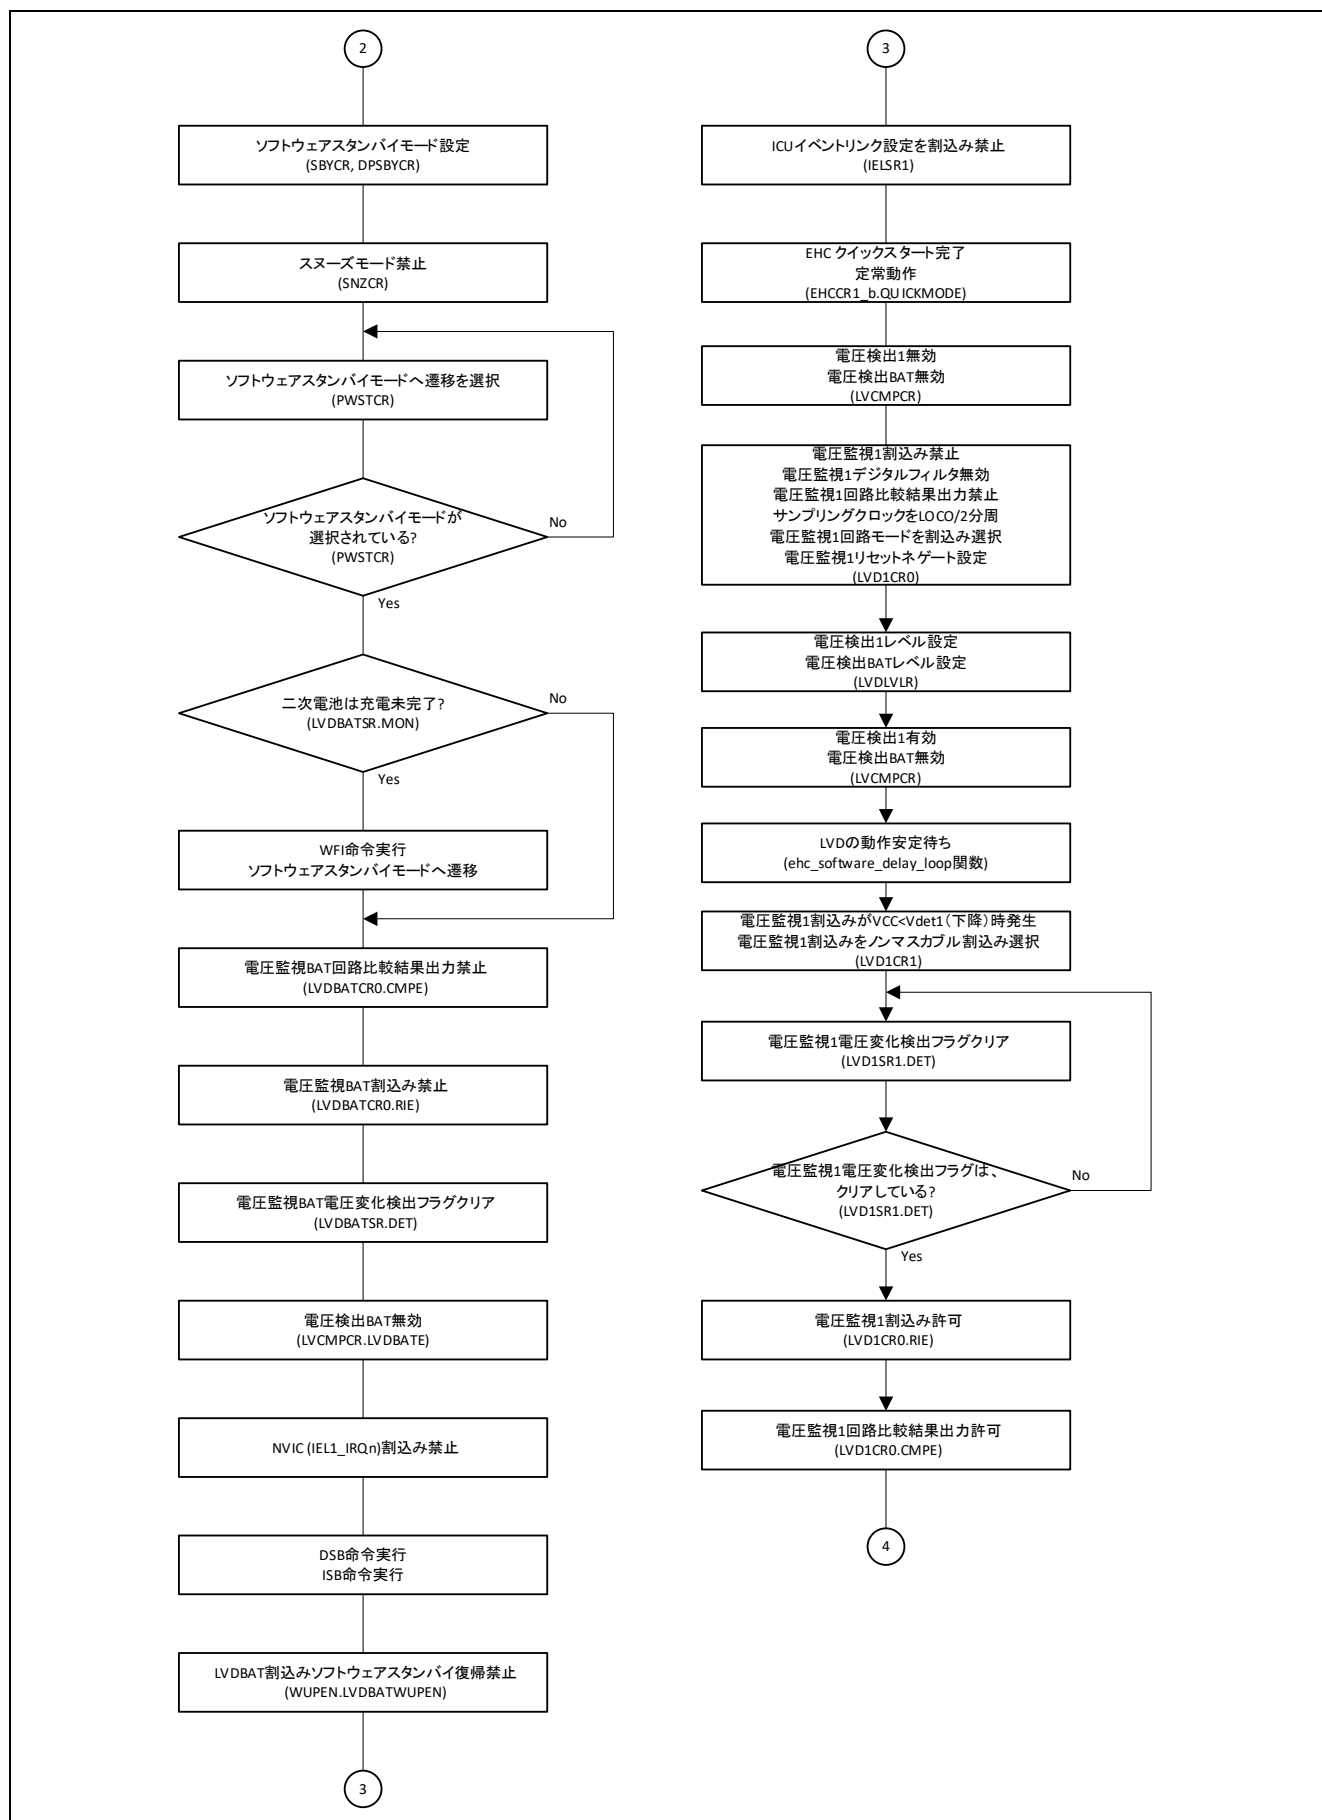 2
ソフトウェアスタンバイモード設定
(SBYCR, DPSBYCR)
スヌーズモード禁止
(SNZCR)
ソフトウェアスタンバイモードへ遷移を選択
(PWSTCR)
ソフトウェアスタンバイモードが
選択されている?
(PWSTCR)
No
Yes
二次電池は充電未完了?
(LVDBATSR.MON)
No
Yes
WFI命令実行
ソフトウェアスタンバイモードへ遷移
電圧監視BAT回路比較結果出力禁止
(LVDBATCR0.CMPE)
電圧監視BAT割込み禁止
(LVDBATCR0.RIE)
電圧監視BAT電圧変化検出フラグクリア
(LVDBATSR.DET)
電圧検出BAT無効
(LVCMPCR.LVDBATE)
NVIC (IEL1_IRQn)割込み禁止
DSB命令実行
ISB命令実行
LVDBAT割込みソフトウェアスタンバイ復帰禁止
(WUPEN.LVDBATWUPEN)
3
3
ICUイベントリンク設定を割込み禁止
(IELSR1)
EHC クイックスタート完了
定常動作
(EHCCR1_b.QUICKMODE)
電圧検出1無効
電圧検出BAT無効
(LVCMPCR)
電圧監視1割込み禁止
電圧監視1デジタルフィルタ無効
電圧監視1回路比較結果出力禁止
サンプリングクロックをLOCO/2分周
電圧監視1回路モードを割込み選択
電圧監視1リセットネゲート設定
(LVD1CR0)
電圧検出1レベル設定
電圧検出BATレベル設定
(LVDLVLR)
電圧検出1有効
電圧検出BAT無効
(LVCMPCR)
LVDの動作安定待ち
(ehc_software_delay_loop関数)
電圧監視1割込みがVCC<Vdet1(下降)時発生
電圧監視1割込みをノンマスカブル割込み選択
(LVD1CR1)
電圧監視1電圧変化検出フラグクリア
(LVD1SR1.DET)
電圧監視1電圧変化検出フラグは、
クリアしている?
(LVD1SR1.DET)
No
Yes
電圧監視1割込み許可
(LVD1CR0.RIE)
電圧監視1回路比較結果出力許可
(LVD1CR0.CMPE)
4